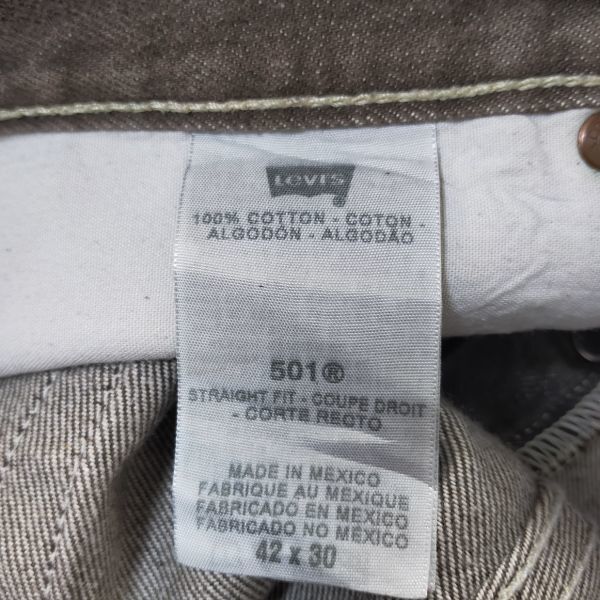 LEVI'S
100% COTTON - COTON -
ALGODÓN - ALGODÃO
501®
STRAIGHT FIT - COUPE DROIT
- CORTE RECTO
MADE IN MEXICO
FABRIQUE AU MEXIQUE
FABRICADO EN MEXICO
FABRICADO NO MEXICO
42 x 30